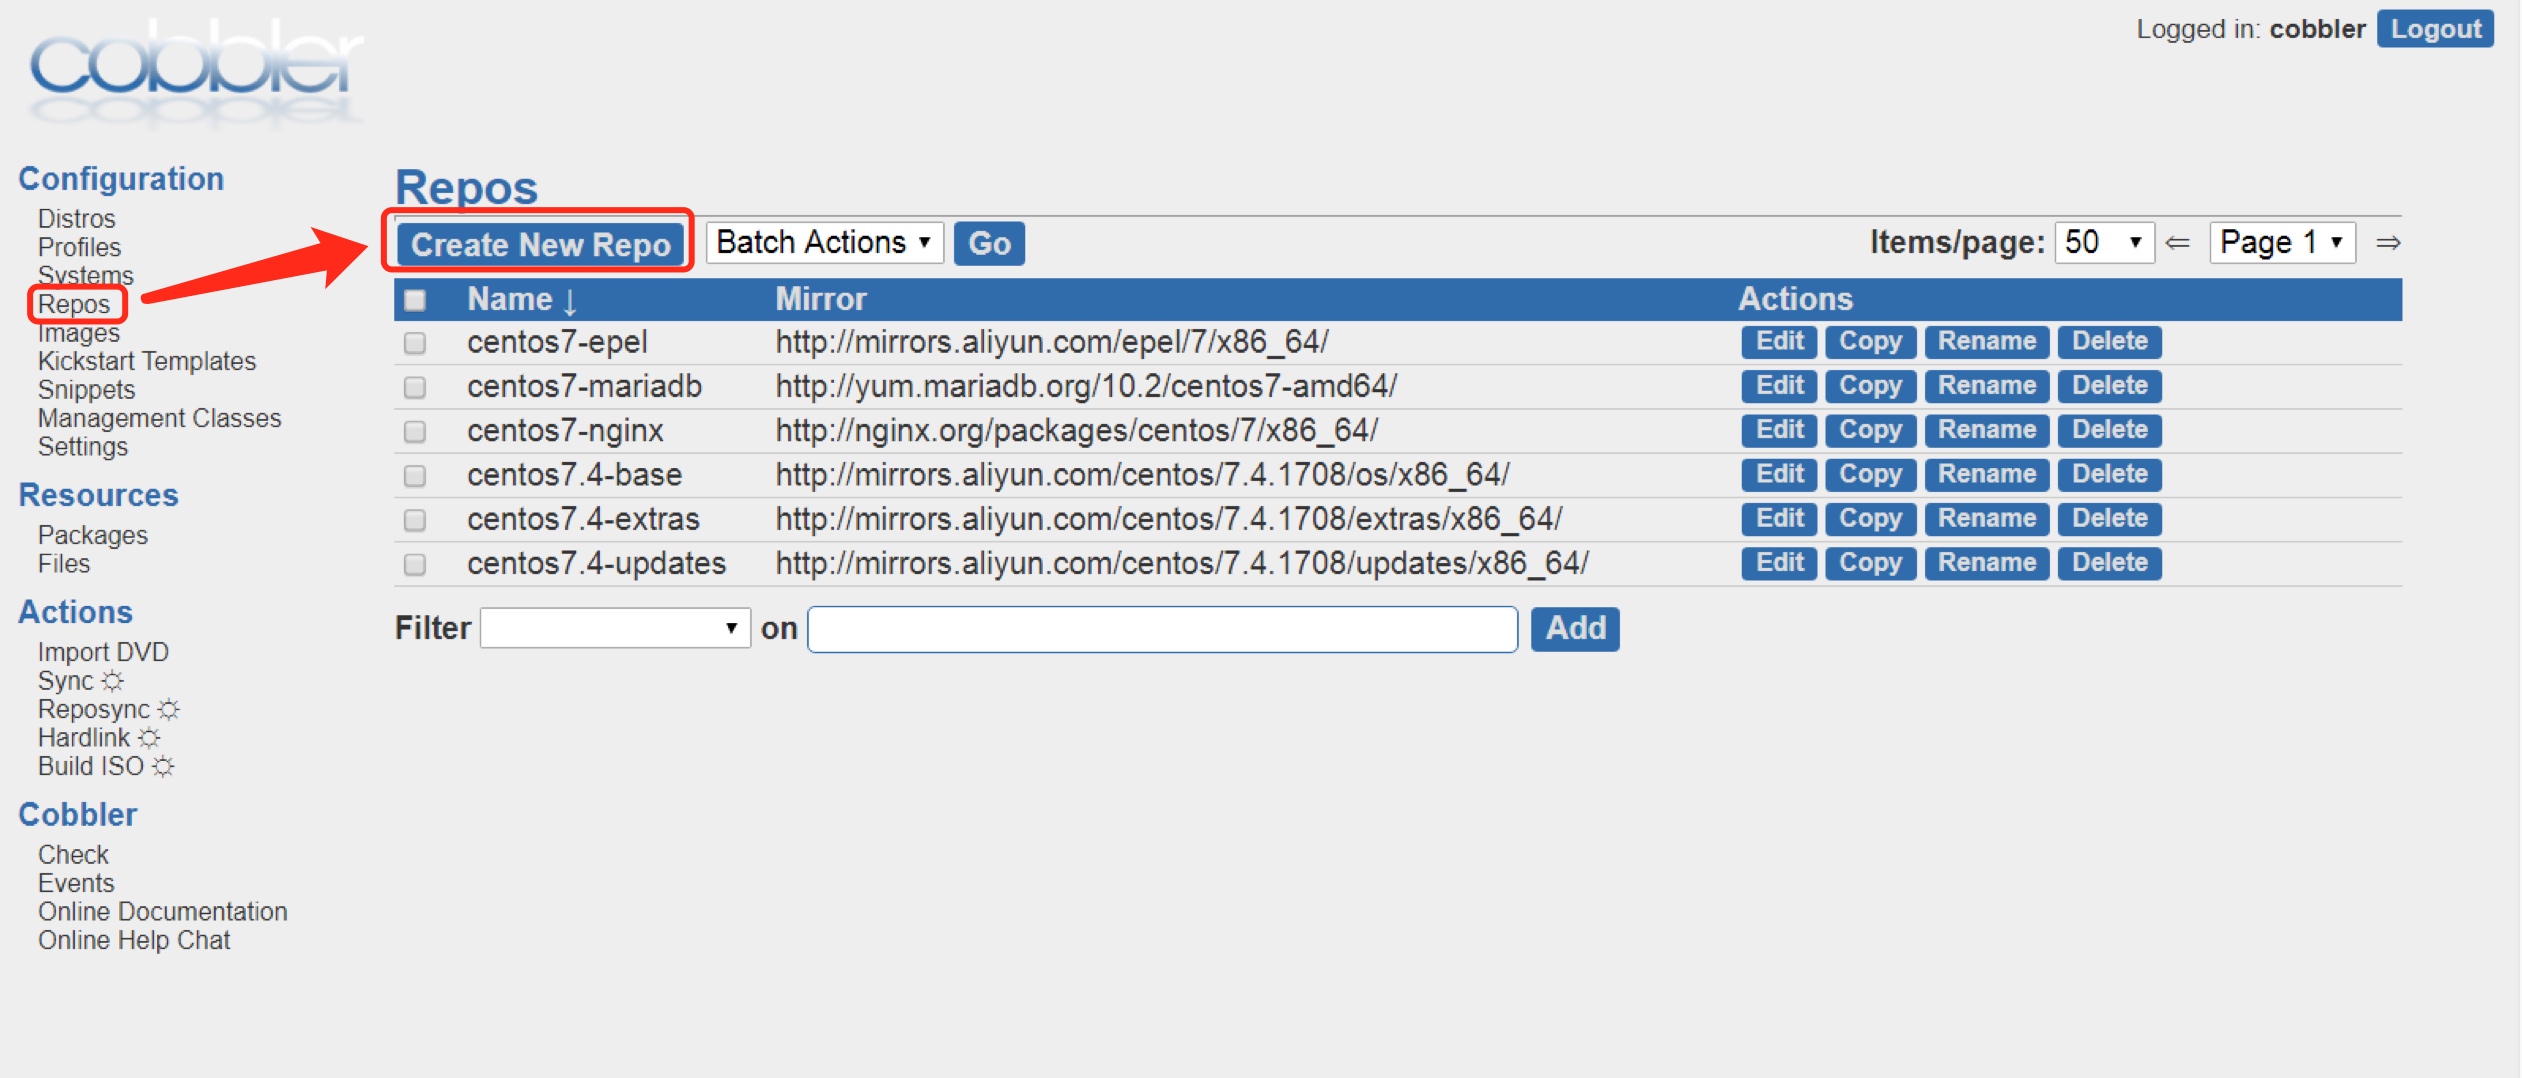 cobbler
Logged in: cobbler Logout
Configuration
Distros
Profiles
Systems
Repos
Images
Kickstart Templates
Snippets
Management Classes
Settings
Resources
Packages
Files
Actions
Import DVD
Sync ☼
Reposync ☼
Hardlink ☼
Build ISO ☼
Cobbler
Check
Events
Online Documentation
Online Help Chat
Repos
Create New Repo Batch Actions ▼ Go Items/page: 50 ▼ ⇐ Page 1 ▼ ⇒
Name ↓ Mirror Actions
centos7-epel http://mirrors.aliyun.com/epel/7/x86_64/ Edit Copy Rename Delete
centos7-mariadb http://yum.mariadb.org/10.2/centos7-amd64/ Edit Copy Rename Delete
centos7-nginx http://nginx.org/packages/centos/7/x86_64/ Edit Copy Rename Delete
centos7.4-base http://mirrors.aliyun.com/centos/7.4.1708/os/x86_64/ Edit Copy Rename Delete
centos7.4-extras http://mirrors.aliyun.com/centos/7.4.1708/extras/x86_64/ Edit Copy Rename Delete
centos7.4-updates http://mirrors.aliyun.com/centos/7.4.1708/updates/x86_64/ Edit Copy Rename Delete
Filter ▼ on Add